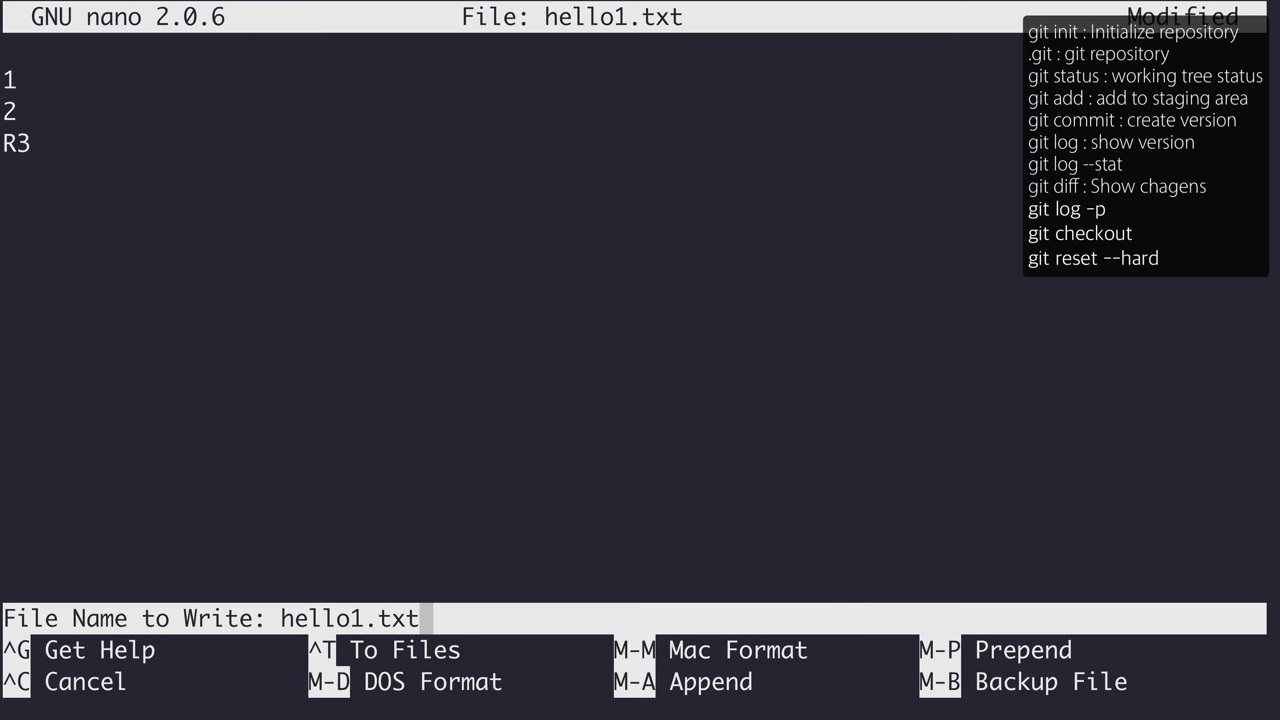 GNU nano 2.0.6 File: hello1.txt Modified
1
2
R3
git init : Initialize repository
.git : git repository
git status : working tree status
git add : add to staging area
git commit : create version
git log : show version
git log --stat
git diff : Show chagens
git log -p
git checkout
git reset --hard
File Name to Write: hello1.txt
^G Get Help ^T To Files M-M Mac Format M-P Prepend
^C Cancel M-D DOS Format M-A Append M-B Backup File